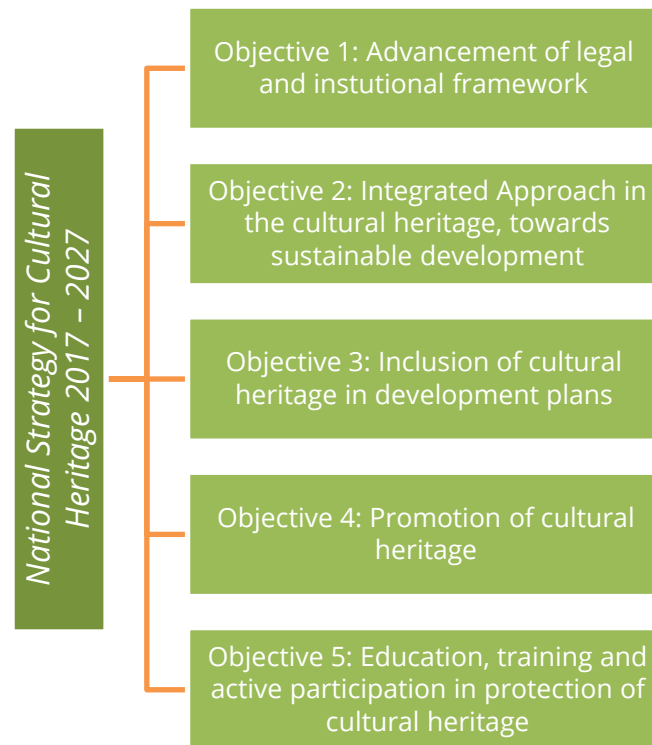 National Strategy for Cultural
Heritage 2017 – 2027
Objective 1: Advancement of legal
and instutional framework
Objective 2: Integrated Approach in
the cultural heritage, towards
sustainable development
Objective 3: Inclusion of cultural
heritage in development plans
Objective 4: Promotion of cultural
heritage
Objective 5: Education, training and
active participation in protection of
cultural heritage